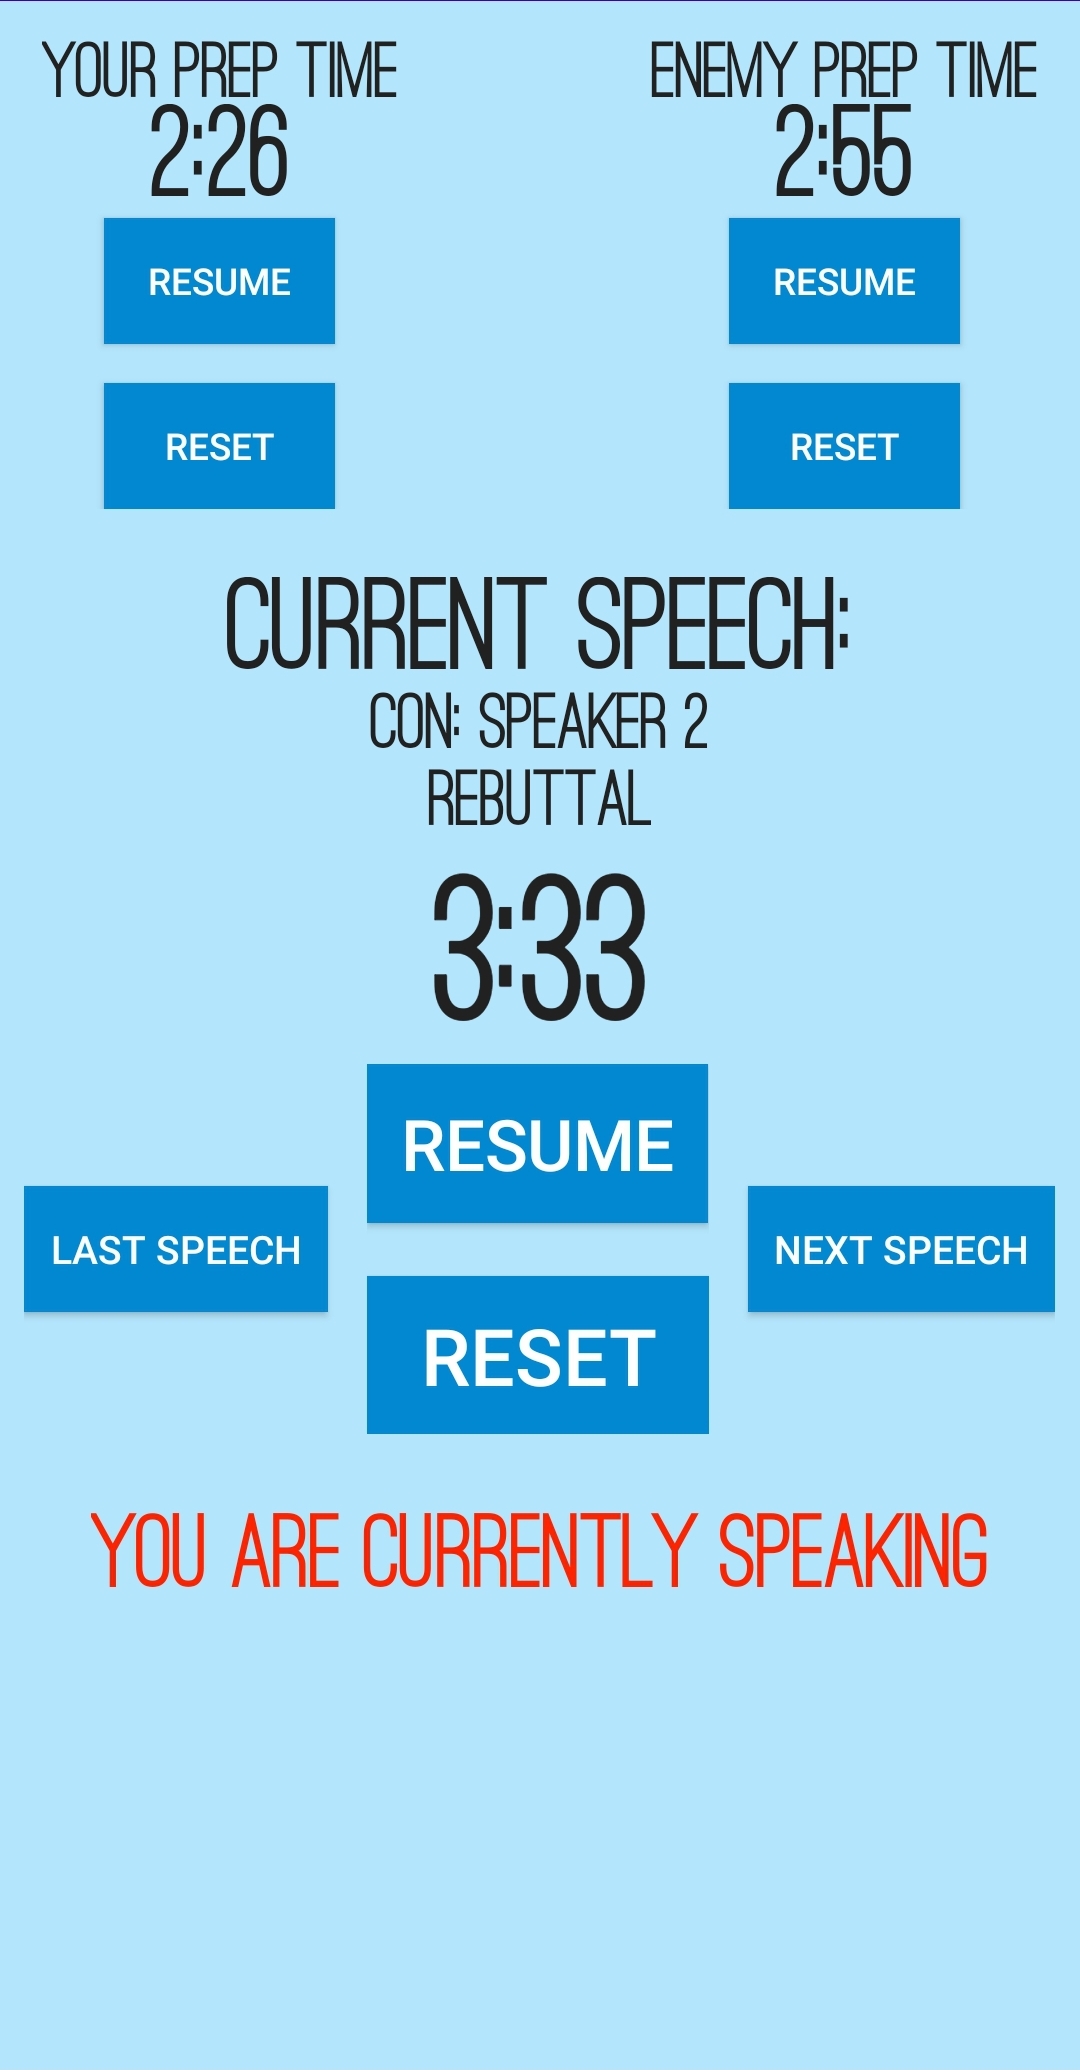 YOUR PREP TIME
2:26
RESUME
RESET
ENEMY PREP TIME
2:55
RESUME
RESET
CURRENT SPEECH:
CON: SPEAKER 2
REBUTTAL
3:33
RESUME
LAST SPEECH
NEXT SPEECH
RESET
YOU ARE CURRENTLY SPEAKING